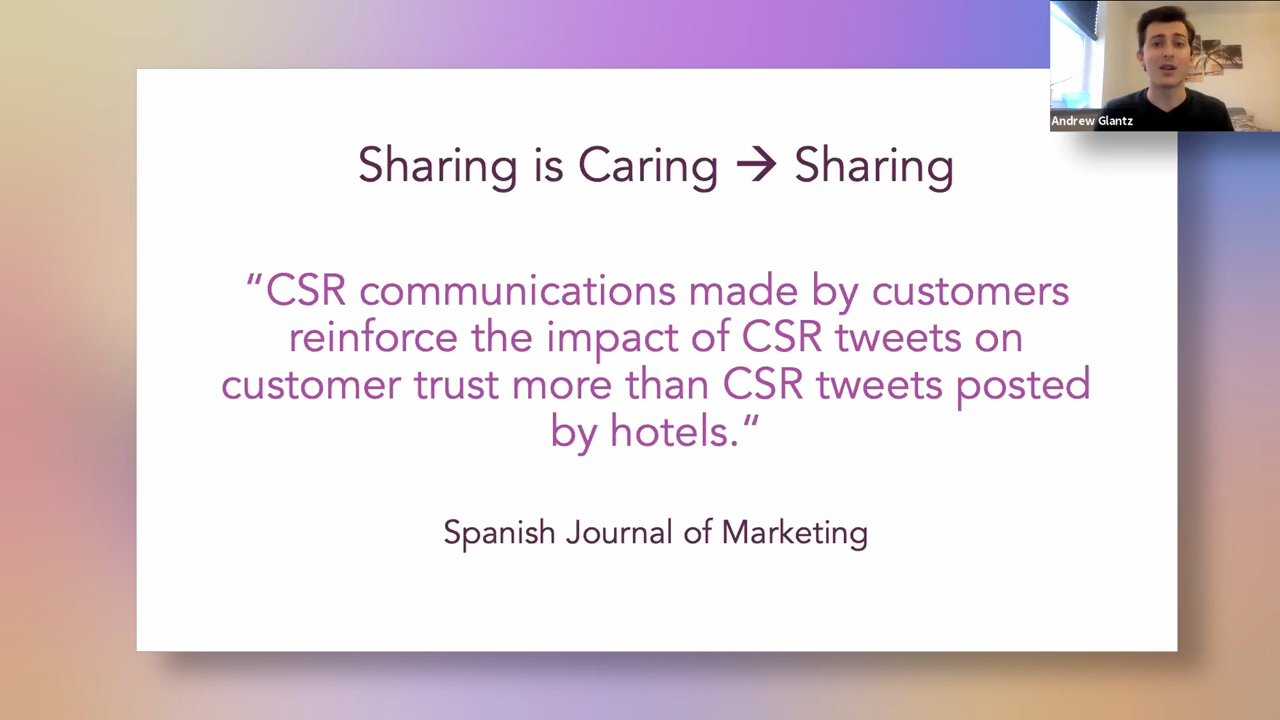 Andrew Glantz
Sharing is Caring → Sharing
“CSR communications made by customers
reinforce the impact of CSR tweets on
customer trust more than CSR tweets posted
by hotels.“
Spanish Journal of Marketing